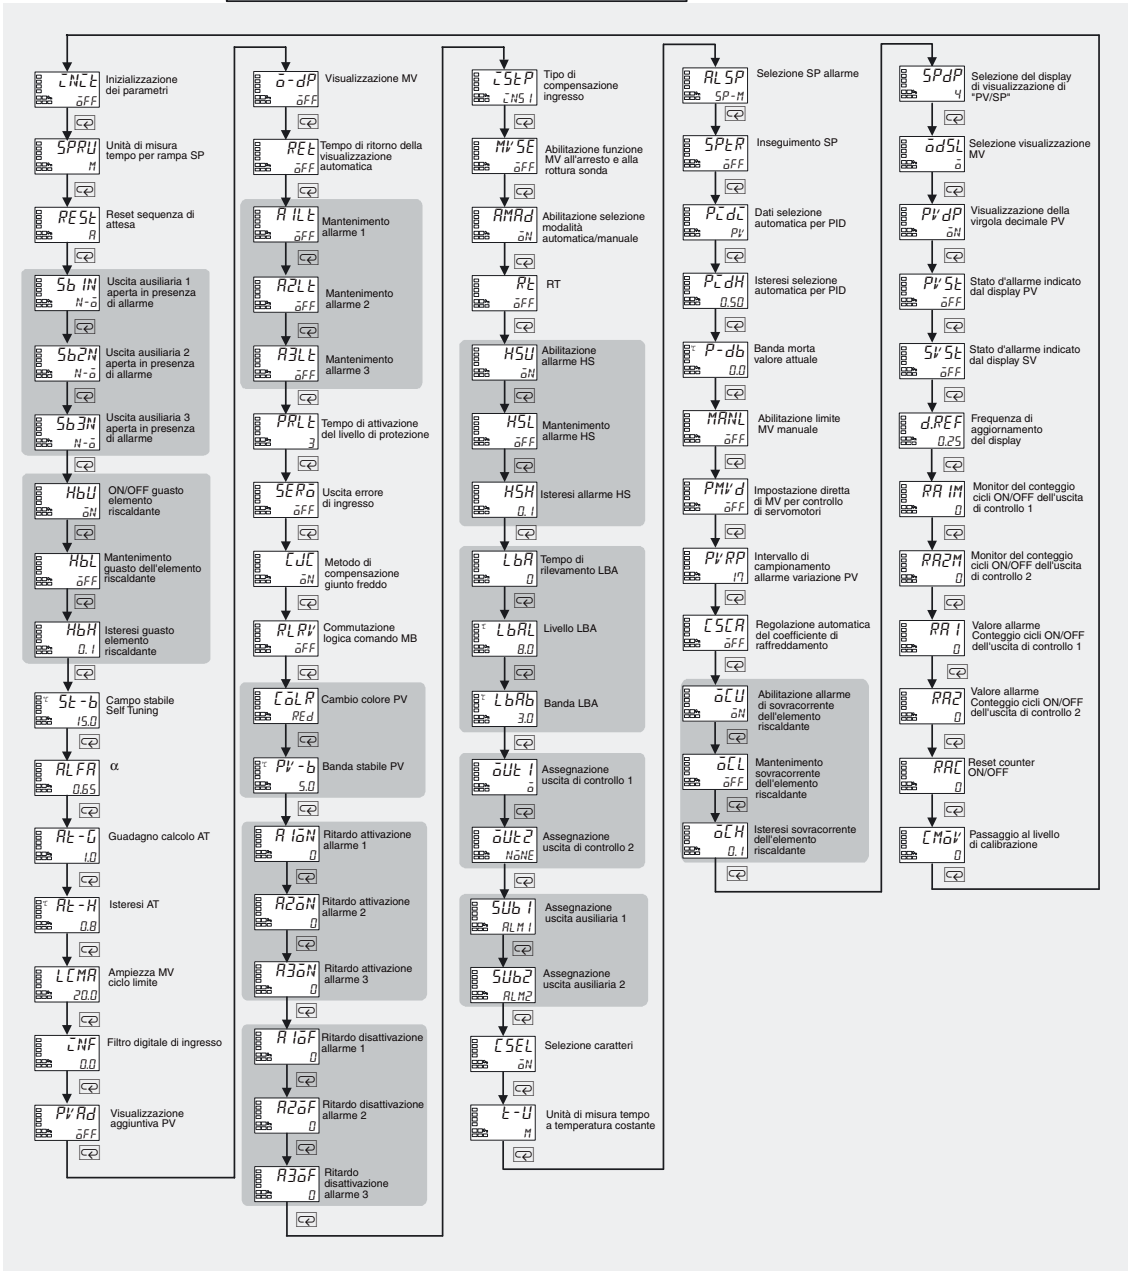 INIT
OFF
Inizializzazione
dei parametri
SPRU
M
Unità di misura
tempo per rampa SP
REST
A
Reset sequenza di
attesa
Sb1N
N-o
Uscita ausiliaria 1
aperta in presenza
di allarme
Sb2N
N-o
Uscita ausiliaria 2
aperta in presenza
di allarme
Sb3N
N-o
Uscita ausiliaria 3
aperta in presenza
di allarme
HbU
oN
ON/OFF guasto
elemento
riscaldante
HbL
oFF
Mantenimento
guasto dell'elemento
riscaldante
HbH
0.1
Isteresi guasto
elemento
riscaldante
St-b
15.0
Campo stabile
Self Tuning
ALFA
0.65
α
At-G
1.0
Guadagno calcolo AT
At-H
0.8
Isteresi AT
LCMA
20.0
Ampiezza MV
ciclo limite
INF
0.0
Filtro digitale di ingresso
PVAd
oFF
Visualizzazione
aggiuntiva PV
o-dP
oFF
Visualizzazione MV
RET
oFF
Tempo di ritorno della
visualizzazione
automatica
A1Lt
oFF
Mantenimento
allarme 1
A2Lt
oFF
Mantenimento
allarme 2
A3Lt
oFF
Mantenimento
allarme 3
PRLt
3
Tempo di attivazione
del livello di protezione
SERo
oFF
Uscita errore
di ingresso
CJC
oN
Metodo di
compensazione
giunto freddo
RLRV
oFF
Commutazione
logica comando MB
CoLR
REd
Cambio colore PV
PV-b
5.0
Banda stabile PV
A1oN
0
Ritardo attivazione
allarme 1
A2oN
0
Ritardo attivazione
allarme 2
A3oN
0
Ritardo attivazione
allarme 3
A1oF
0
Ritardo disattivazione
allarme 1
A2oF
0
Ritardo disattivazione
allarme 2
A3oF
0
Ritardo
disattivazione
allarme 3
iStP
iNS1
Tipo di
compensazione
ingresso
MVSE
oFF
Abilitazione funzione
MV all'arresto e alla
rottura sonda
AMAd
oN
Abilitazione selezione
modalità
automatica/manuale
Rt
oFF
RT
HSU
oN
Abilitazione
allarme HS
HSL
oFF
Mantenimento
allarme HS
HSH
0.1
Isteresi allarme HS
LbA
0
Tempo di
rilevamento LBA
LbAL
8.0
Livello LBA
LbAb
3.0
Banda LBA
oUt1
o
Assegnazione
uscita di controllo 1
oUt2
NoNE
Assegnazione
uscita di controllo 2
SUb1
ALM1
Assegnazione
uscita ausiliaria 1
SUb2
ALM2
Assegnazione
uscita ausiliaria 2
CSEL
oN
Selezione caratteri
t-U
M
Unità di misura tempo
a temperatura costante
ALSP
SP-M
Selezione SP allarme
SPtR
oFF
Inseguimento SP
PidI
PV
Dati selezione
automatica per PID
PidH
0.50
Isteresi selezione
automatica per PID
P-db
0.0
Banda morta
valore attuale
MANL
oFF
Abilitazione limite
MV manuale
PMVd
oFF
Impostazione diretta
di MV per controllo
di servomotori
PVRP
17
Intervallo di
campionamento
allarme variazione PV
CSCA
oFF
Regolazione automatica
del coefficiente di
raffreddamento
oCU
oN
Abilitazione allarme
di sovracorrente
dell'elemento
riscaldante
oCL
oFF
Mantenimento
sovracorrente
dell'elemento
riscaldante
oCH
0.1
Isteresi sovracorrente
dell'elemento
riscaldante
SPdP
4
Selezione del display
di visualizzazione di
"PV/SP"
odSL
o
Selezione visualizzazione
MV
PVdP
oN
Visualizzazione della
virgola decimale PV
PVSt
oFF
Stato d'allarme indicato
dal display PV
SVSt
oFF
Stato d'allarme indicato
dal display SV
d.REF
0.25
Frequenza di
aggiornamento
del display
RA1M
0
Monitor del conteggio
cicli ON/OFF dell'uscita
di controllo 1
RA2M
0
Monitor del conteggio
cicli ON/OFF dell'uscita
di controllo 2
RA1
0
Valore allarme
Conteggio cicli ON/OFF
dell'uscita di controllo 1
RA2
0
Valore allarme
Conteggio cicli ON/OFF
dell'uscita di controllo 2
RAC
0
Reset counter
ON/OFF
CMoV
0
Passaggio al livello
di calibrazione